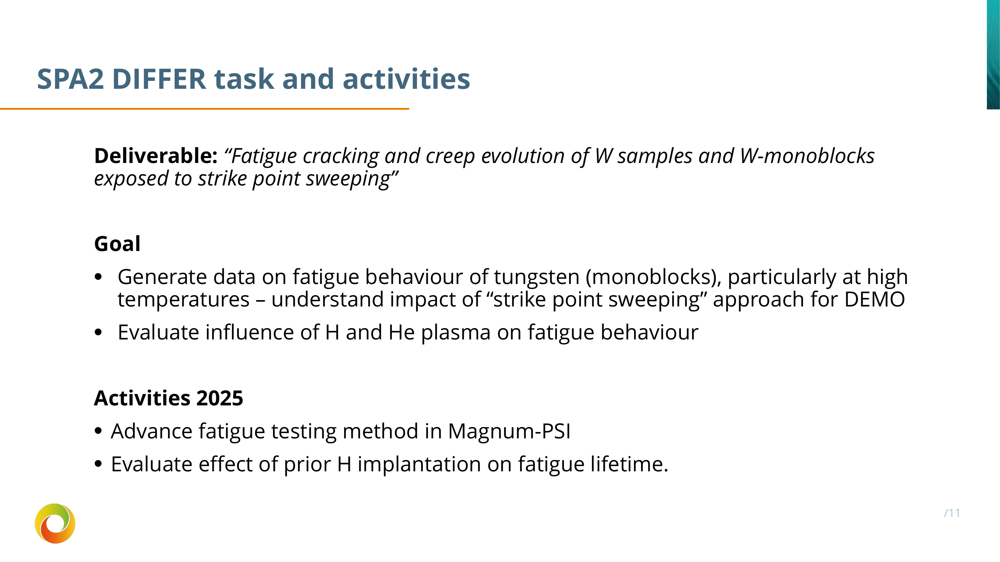 SPA2 DIFFER task and activities
Deliverable: “Fatigue cracking and creep evolution of W samples and W-monoblocks
exposed to strike point sweeping”
Goal
• Generate data on fatigue behaviour of tungsten (monoblocks), particularly at high
temperatures – understand impact of “strike point sweeping” approach for DEMO
• Evaluate influence of H and He plasma on fatigue behaviour
Activities 2025
• Advance fatigue testing method in Magnum-PSI
• Evaluate effect of prior H implantation on fatigue lifetime.
/11